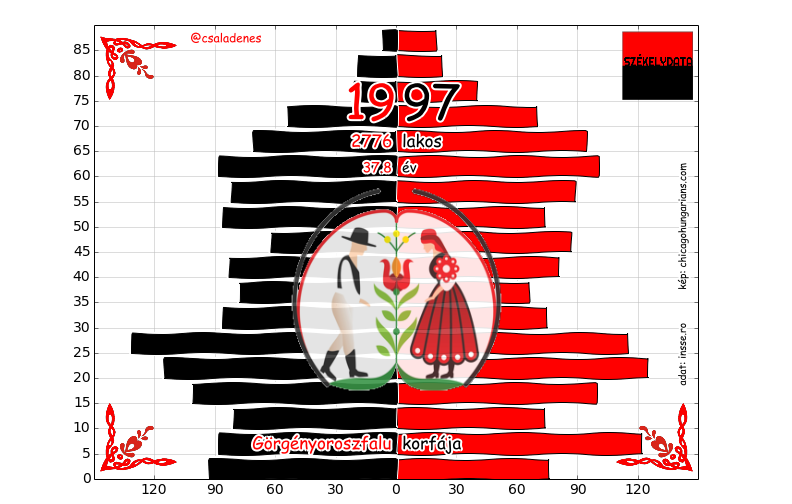 @csaladenes
SZÉKELYDATA
1997
2776 lakos
37.8 év
kép: chicagohungarians.com
adat: insse.ro
Görgényoroszfalu korfája
85
80
75
70
65
60
55
50
45
40
35
30
25
20
15
10
5
0
120 90 60 30 0 30 60 90 120